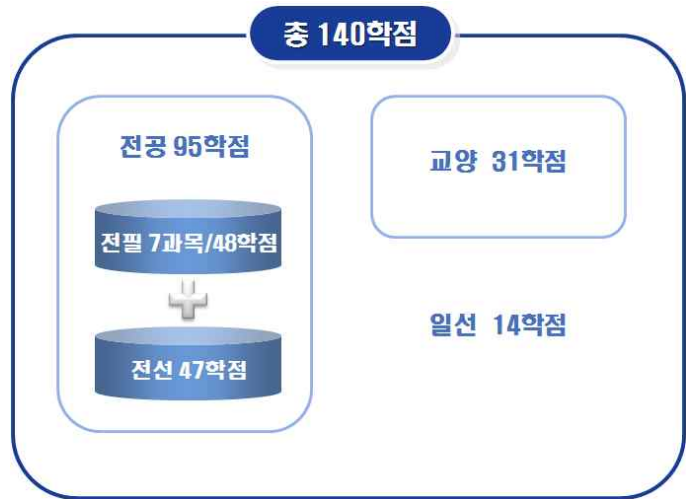 총 140학점
전공 95학점
전필 7과목/48학점
전선 47학점
교양 31학점
일선 14학점